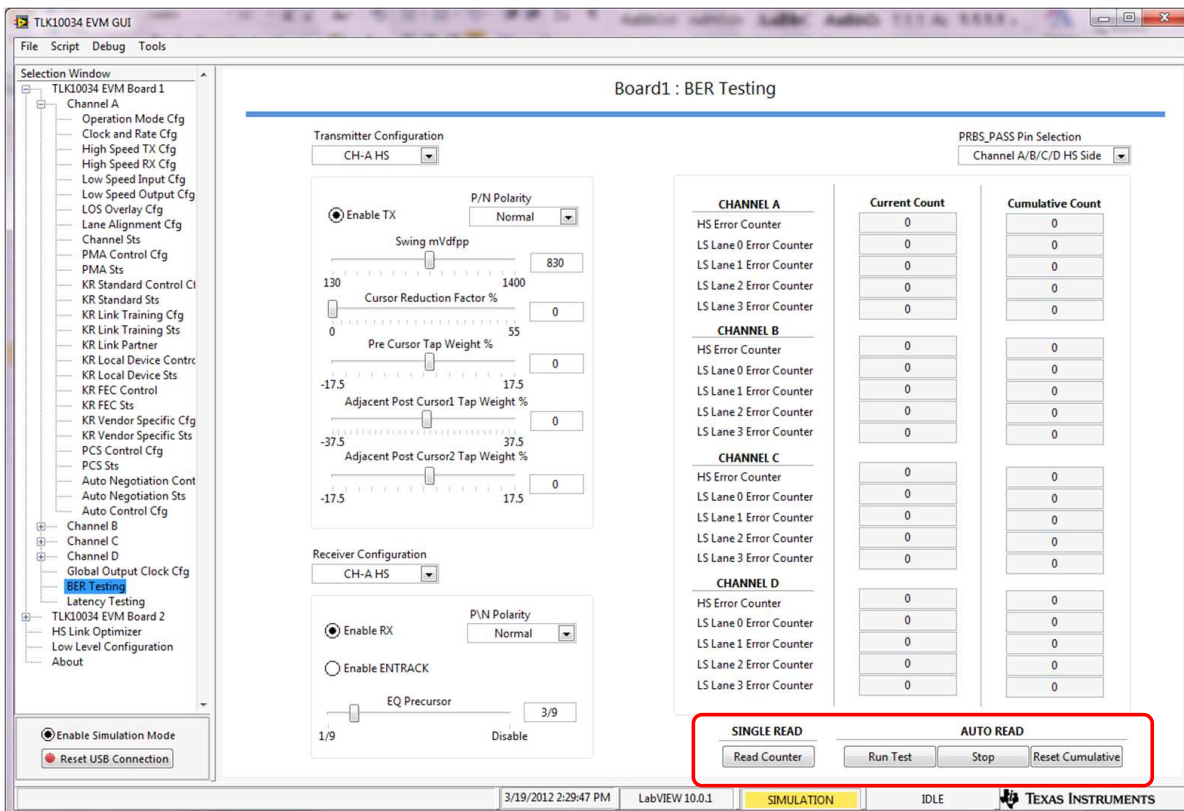 TLK10034 EVM GUI
File Script Debug Tools
Selection Window
TLK10034 EVM Board 1
Channel A
Operation Mode Cfg
Clock and Rate Cfg
High Speed TX Cfg
High Speed RX Cfg
Low Speed Input Cfg
Low Speed Output Cfg
LOS Overlay Cfg
Lane Alignment Cfg
Channel Sts
PMA Control Cfg
PMA Sts
KR Standard Control
KR Standard Sts
KR Link Training Cfg
KR Link Training Sts
KR Link Partner
KR Local Device Contro
KR Local Device Sts
KR FEC Control
KR FEC Sts
KR Vendor Specific Cfg
KR Vendor Specific Sts
PCS Control Cfg
PCS Sts
Auto Negotiation Cont
Auto Negotiation Sts
Auto Control Cfg
Channel B
Channel C
Channel D
Global Output Clock Cfg
BER Testing
Latency Testing
TLK10034 EVM Board 2
HS Link Optimizer
Low Level Configuration
About
Enable Simulation Mode
Reset USB Connection
Board1 : BER Testing
Transmitter Configuration
CH-A HS
Enable TX
P/N Polarity
Normal
Swing mVdfpp
830
130 1400
Cursor Reduction Factor %
0
0 55
Pre Cursor Tap Weight %
0
-17.5 17.5
Adjacent Post Cursor1 Tap Weight %
0
-37.5 37.5
Adjacent Post Cursor2 Tap Weight %
0
-17.5 17.5
Receiver Configuration
CH-A HS
Enable RX
P\N Polarity
Normal
Enable ENTRACK
EQ Precursor
3/9
1/9 Disable
PRBS_PASS Pin Selection
Channel A/B/C/D HS Side
CHANNEL A Current Count Cumulative Count
HS Error Counter 0 0
LS Lane 0 Error Counter 0 0
LS Lane 1 Error Counter 0 0
LS Lane 2 Error Counter 0 0
LS Lane 3 Error Counter 0 0
CHANNEL B
HS Error Counter 0 0
LS Lane 0 Error Counter 0 0
LS Lane 1 Error Counter 0 0
LS Lane 2 Error Counter 0 0
LS Lane 3 Error Counter 0 0
CHANNEL C
HS Error Counter 0 0
LS Lane 0 Error Counter 0 0
LS Lane 1 Error Counter 0 0
LS Lane 2 Error Counter 0 0
LS Lane 3 Error Counter 0 0
CHANNEL D
HS Error Counter 0 0
LS Lane 0 Error Counter 0 0
LS Lane 1 Error Counter 0 0
LS Lane 2 Error Counter 0 0
LS Lane 3 Error Counter 0 0
SINGLE READ AUTO READ
Read Counter Run Test Stop Reset Cumulative
3/19/2012 2:29:47 PM LabVIEW 10.0.1 SIMULATION IDLE TEXAS INSTRUMENTS